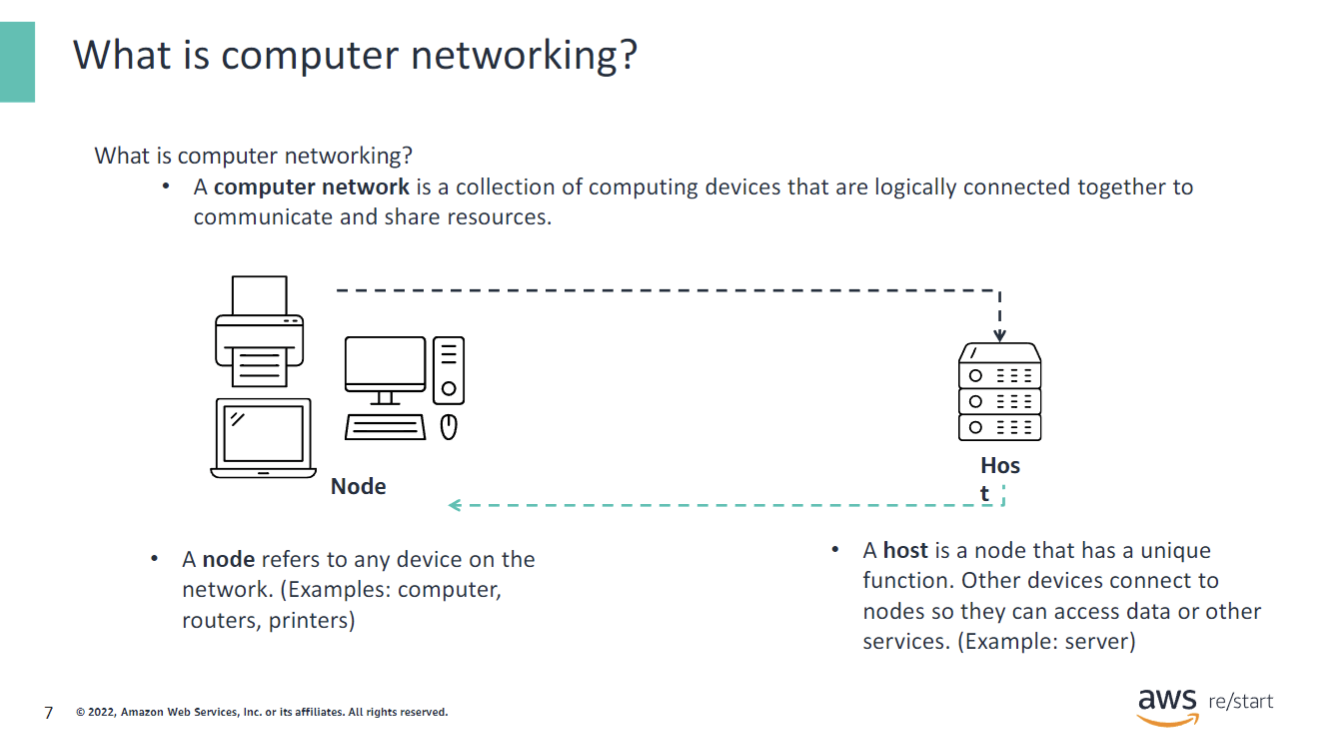 What is computer networking?
What is computer networking?
• A computer network is a collection of computing devices that are logically connected together to
communicate and share resources.
Node
Hos
t
• A node refers to any device on the
network. (Examples: computer,
routers, printers)
• A host is a node that has a unique
function. Other devices connect to
nodes so they can access data or other
services. (Example: server)
7 © 2022, Amazon Web Services, Inc. or its affiliates. All rights reserved.
aws re/start